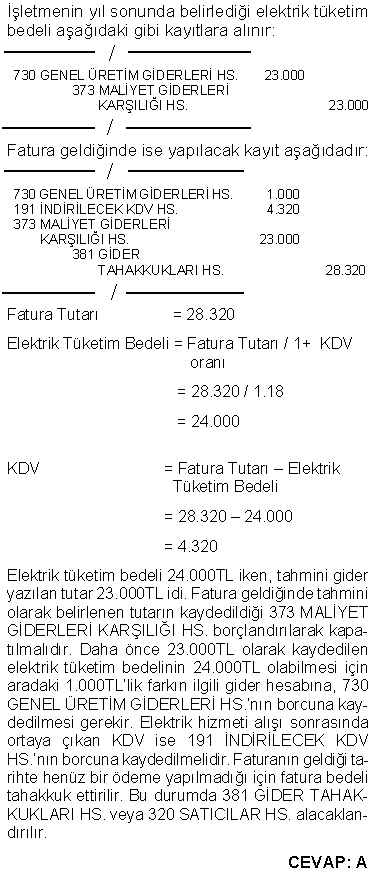 İşletmenin yıl sonunda belirlediği elektrik tüketim
bedeli aşağıdaki gibi kayıtlara alınır:
/
730 GENEL ÜRETİM GİDERLERİ HS. 23.000
373 MALİYET GİDERLERİ
KARŞILIĞI HS. 23.000
/
Fatura geldiğinde ise yapılacak kayıt aşağıdadır:
/
730 GENEL ÜRETİM GİDERLERİ HS. 1.000
191 İNDİRİLECEK KDV HS. 4.320
373 MALİYET GİDERLERİ
KARŞILIĞI HS. 23.000
381 GİDER
TAHAKKUKLARI HS. 28.320
/
Fatura Tutarı = 28.320
Elektrik Tüketim Bedeli = Fatura Tutarı / 1+ KDV
oranı
= 28.320 / 1.18
= 24.000
KDV = Fatura Tutarı – Elektrik
Tüketim Bedeli
= 28.320 – 24.000
= 4.320
Elektrik tüketim bedeli 24.000TL iken, tahmini gider
yazılan tutar 23.000TL idi. Fatura geldiğinde tahmini
olarak belirlenen tutarın kaydedildiği 373 MALİYET
GİDERLERİ KARŞILIĞI HS. borçlandırılarak kapa-
tılmalıdır. Daha önce 23.000TL olarak kaydedilen
elektrik tüketim bedelinin 24.000TL olabilmesi için
aradaki 1.000TL'lik farkın ilgili gider hesabına, 730
GENEL ÜRETİM GİDERLERİ HS.'nın borcuna kay-
dedilmesi gerekir. Elektrik hizmeti alışı sonrasında
ortaya çıkan KDV ise 191 İNDİRİLECEK KDV
HS.'nın borcuna kaydedilmelidir. Faturanın geldiği ta-
rihte henüz bir ödeme yapılmadığı için fatura bedeli
tahakkuk ettirilir. Bu durumda 381 GİDER TAHAK-
KUKLARI HS. veya 320 SATICILAR HS. alacaklan-
dırılır.
CEVAP: A